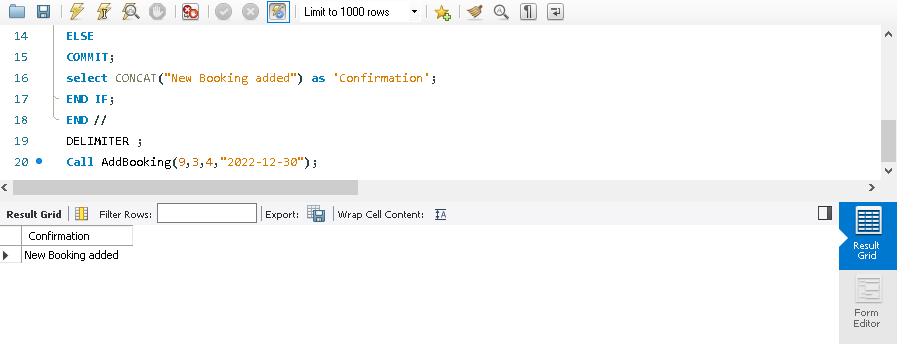 Limit to 1000 rows
14 ELSE
15 COMMIT;
16 select CONCAT("New Booking added") as 'Confirmation';
17 END IF;
18 END //
19 DELIMITER ;
20 Call AddBooking(9,3,4,"2022-12-30");
Result Grid Filter Rows: Export: Wrap Cell Content: IA
Confirmation
New Booking added
Result
Grid
Form
Editor